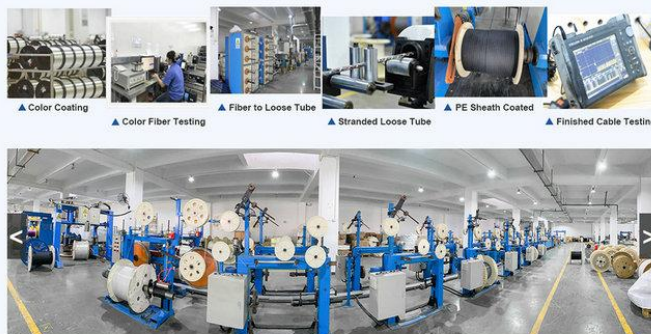 Color Coating
Color Fiber Testing
Fiber to Loose Tube
Stranded Loose Tube
PE Sheath Coated
Finished Cable Testing